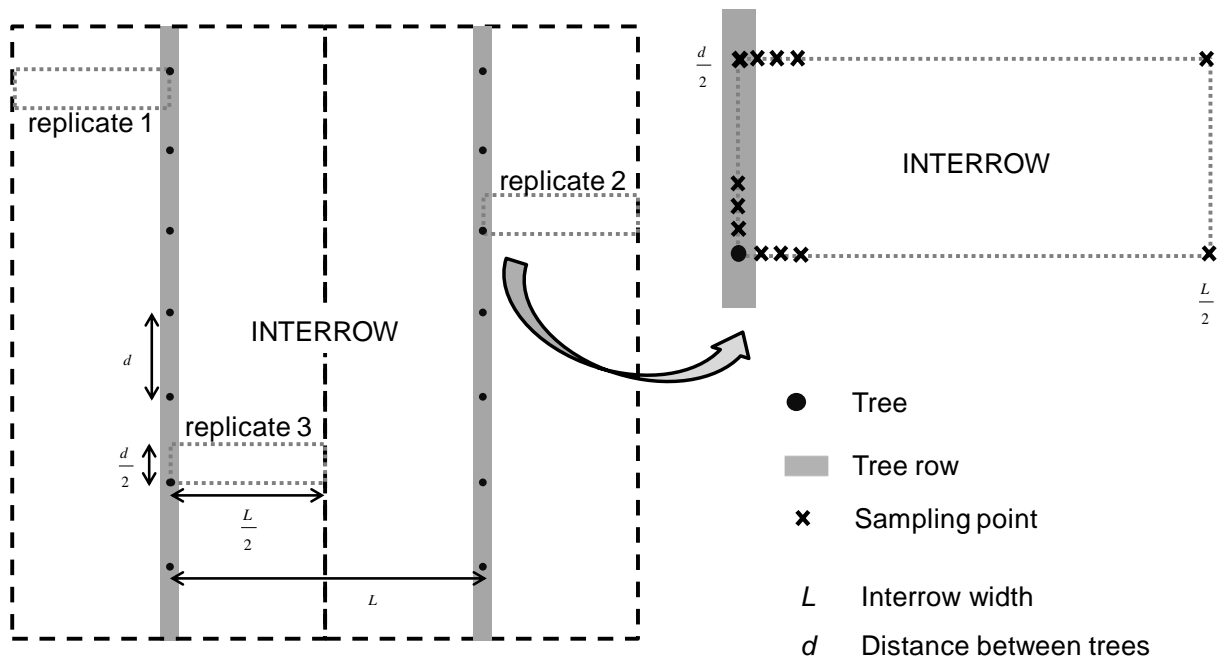 replicate 1
replicate 2
INTERROW
d
replicate 3
d/2
L/2
L
d/2
INTERROW
L/2
Tree
Tree row
Sampling point
L Interrow width
d Distance between trees